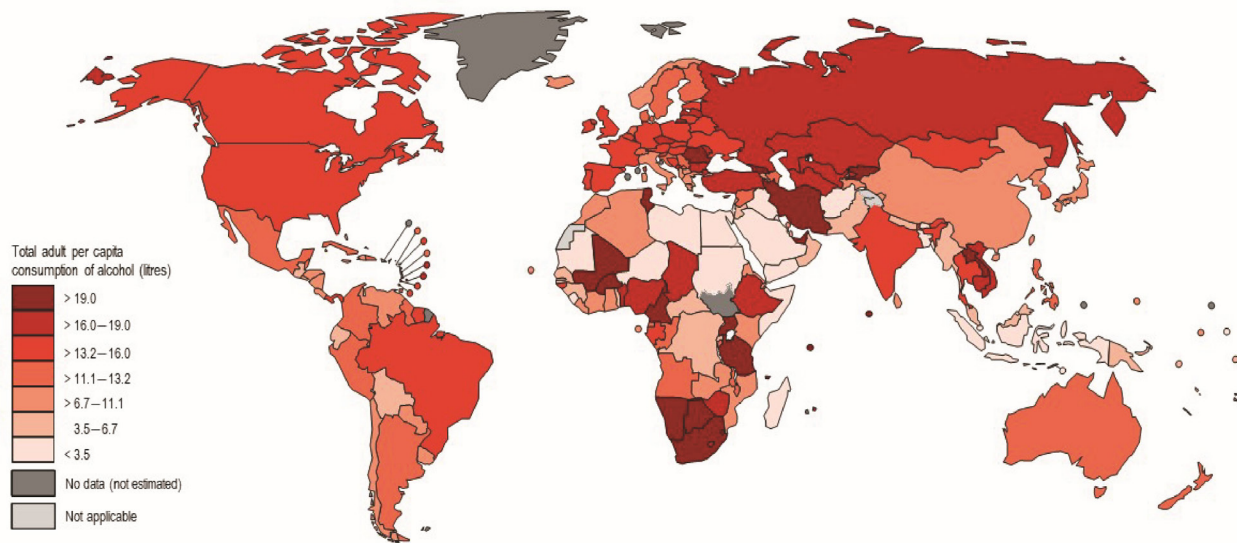 Total adult per capita
consumption of alcohol (litres)
> 19.0
> 16.0–19.0
> 13.2–16.0
> 11.1–13.2
> 6.7–11.1
3.5–6.7
< 3.5
No data (not estimated)
Not applicable